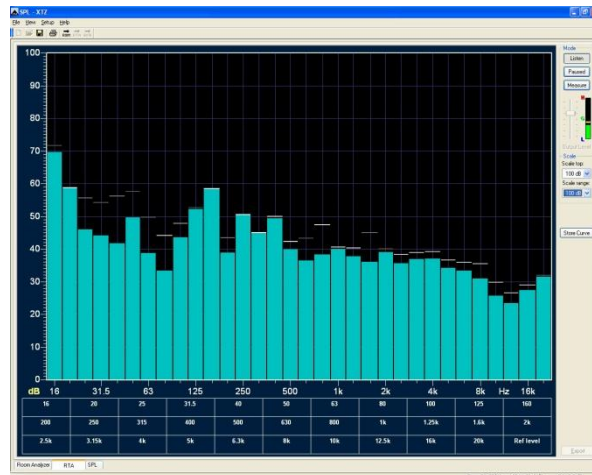 SPL - XTZ
File View Setup Help
100
90
80
70
60
50
40
30
20
10
0
dB 16 31.5 63 125 250 500 1k 2k 4k 8k Hz 16k
16 20 25 31.5 40 50 63 80 100 125 160
200 250 315 400 500 630 800 1k 1.25k 1.6k 2k
2.5k 3.15k 4k 5k 6.3k 8k 10k 12.5k 16k 20k Ref level
Room Analyzer RTA SPL
Mode
Listen
Paused
Measure
R
L
Output Level
Scale
Scale top:
100 dB
Scale range:
100 dB
Store Curve
Export